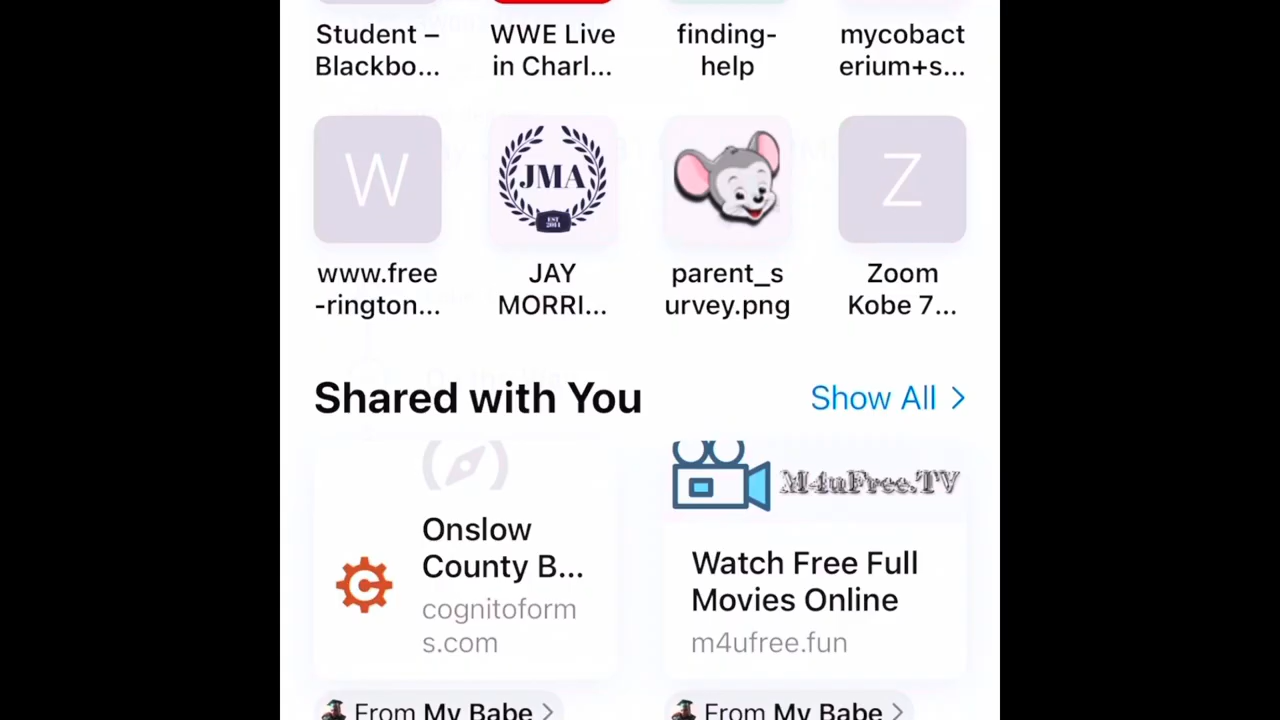 Student –
Blackbo...
WWE Live
in Charl...
finding-
help
mycobact
erium+s...
W
JMA
EST
2011
Z
www.free
-rington...
JAY
MORRI...
parent_s
urvey.png
Zoom
Kobe 7...
Shared with You
Show All
M4uFree.TV
Onslow
County B...
cognitoform
s.com
Watch Free Full
Movies Online
m4ufree.fun
From My Babe
From My Babe